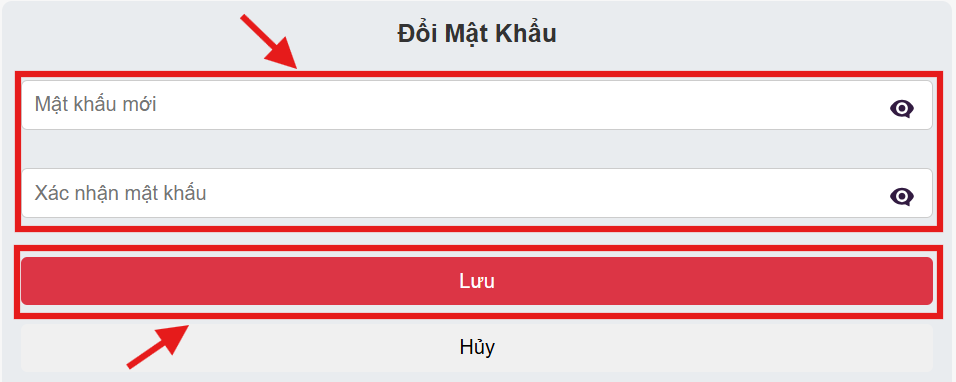 Đổi Mật Khẩu
Mật khẩu mới
Xác nhận mật khẩu
Lưu
Hủy